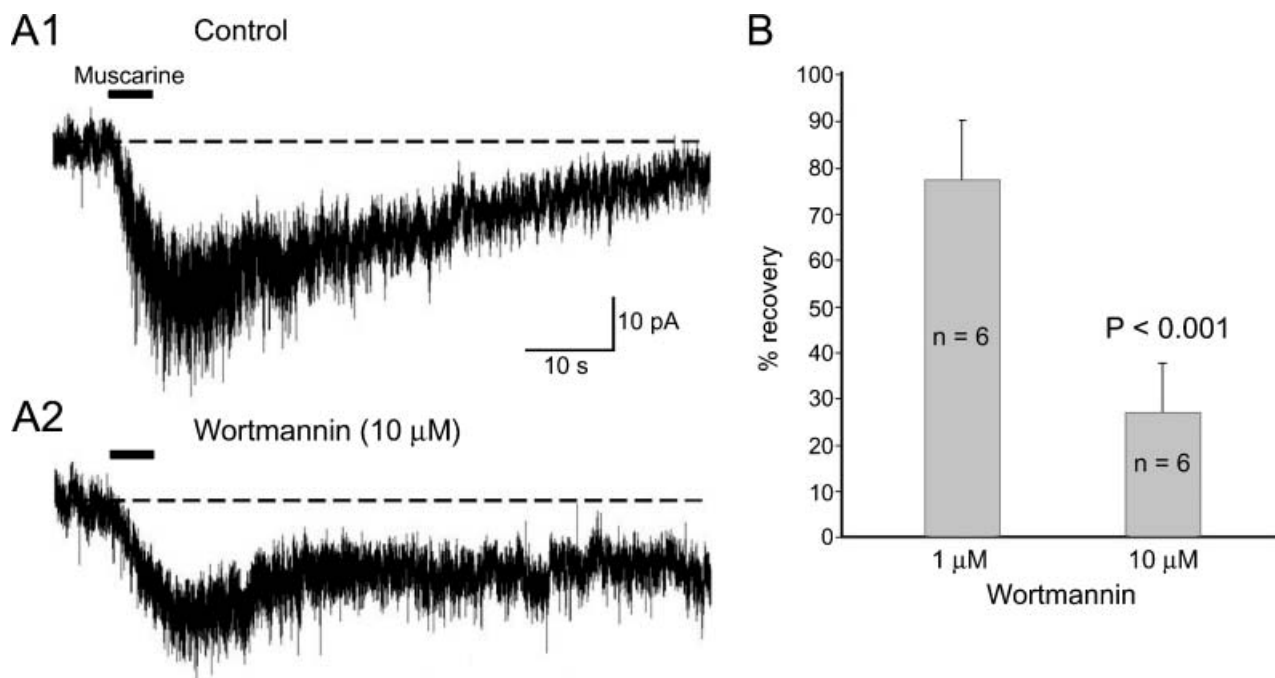 A1
Control
Muscarine
10 pA
10 s
A2
Wortmannin (10 μM)
B
% recovery
100
90
80
70
60
50
40
30
20
10
0
n = 6
P < 0.001
n = 6
1 μM
10 μM
Wortmannin